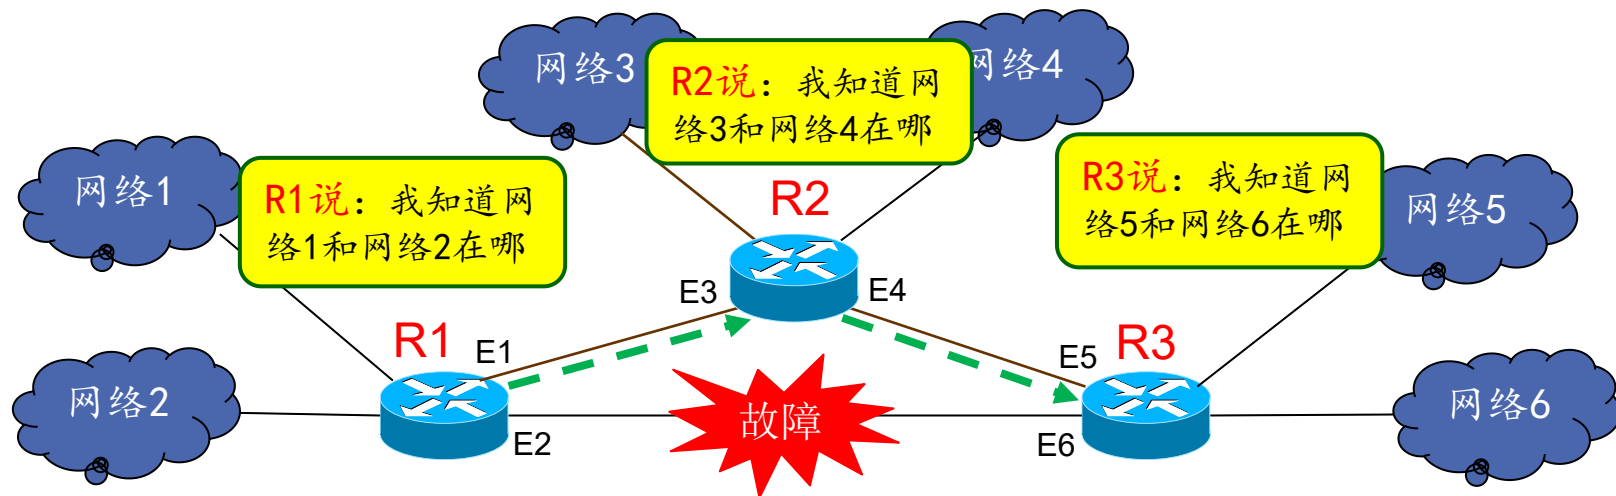 网络3
R2说：我知道网
络3和网络4在哪
网络4
网络1
R1说：我知道网
络1和网络2在哪
R2
R3说：我知道网
络5和网络6在哪
网络5
E3
E4
R1
E1
E5
R3
网络2
故障
网络6
E2
E6